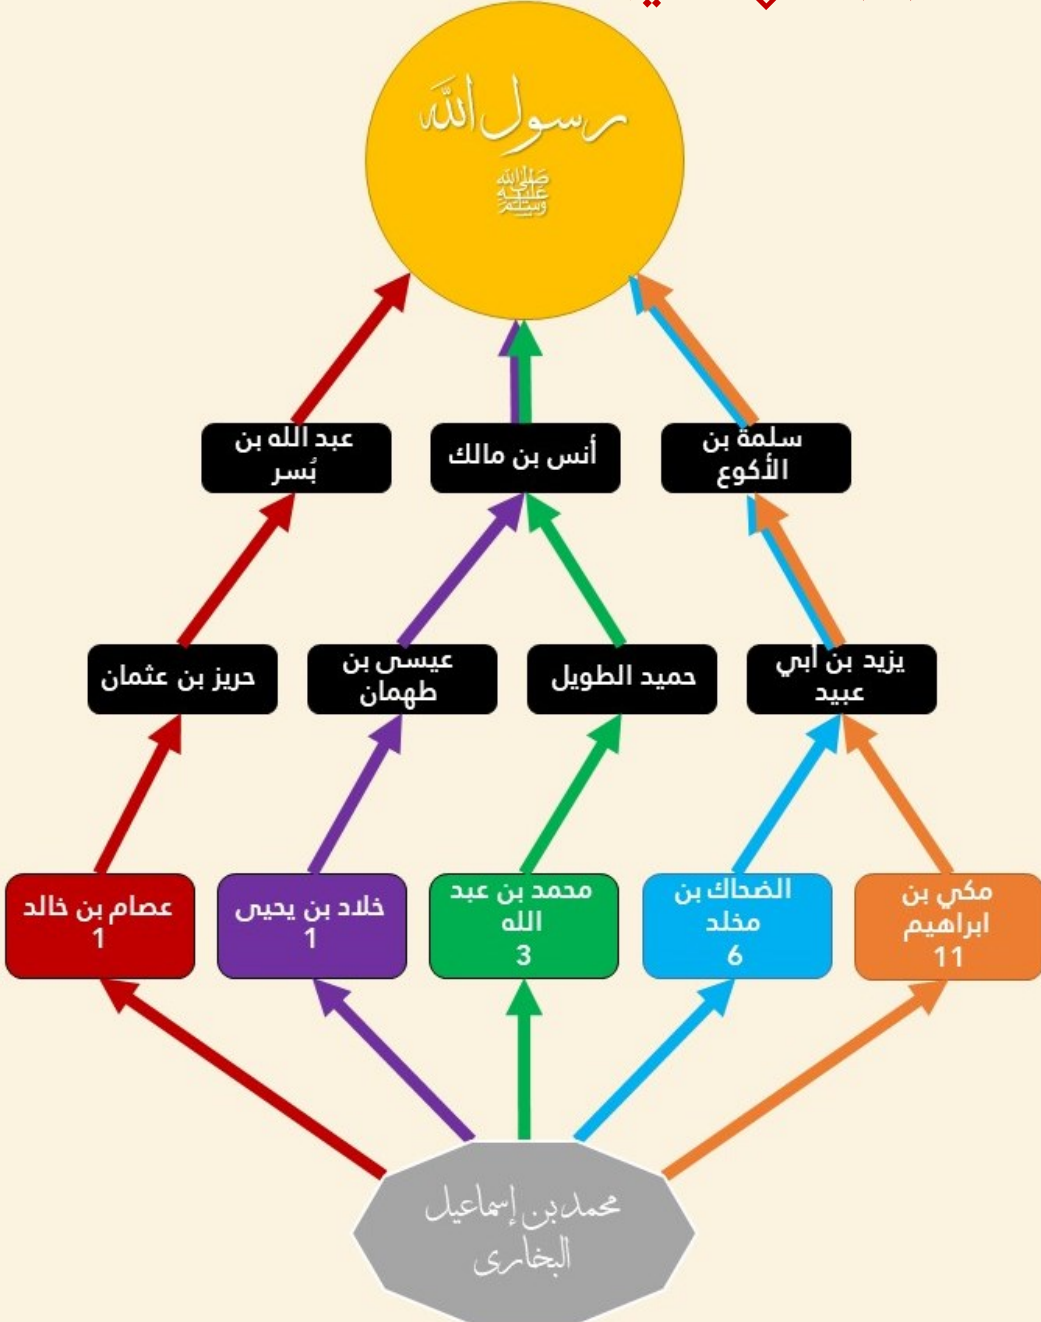 رسول الله
ﷺ
سلمة بن
الأكوع
أنس بن مالك
عبد الله بن
بُسر
يزيد بن أبي
عبيد
حميد الطويل
عيسى بن
طهمان
حريز بن عثمان
مكي بن
ابراهيم
11
الضحاك بن
مخلد
6
محمد بن عبد
الله
3
خلاد بن يحيى
1
عصام بن خالد
1
محمد بن إسماعيل
البخاري